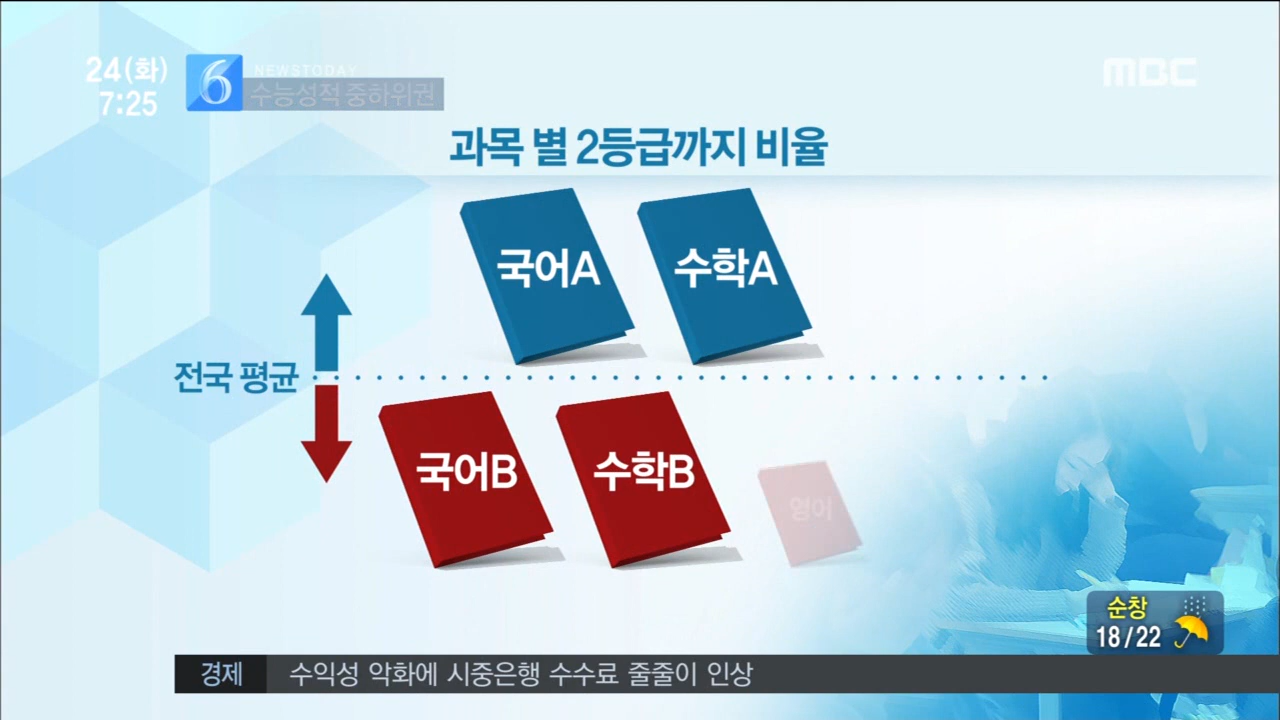 24(화)
7:25
6
NEWSTODAY
수능성적 중하위권
MBC
과목 별 2등급까지 비율
국어A
수학A
전국 평균
국어B
수학B
영어
순창
18/22
경제
수익성 악화에 시중은행 수수료 줄줄이 인상